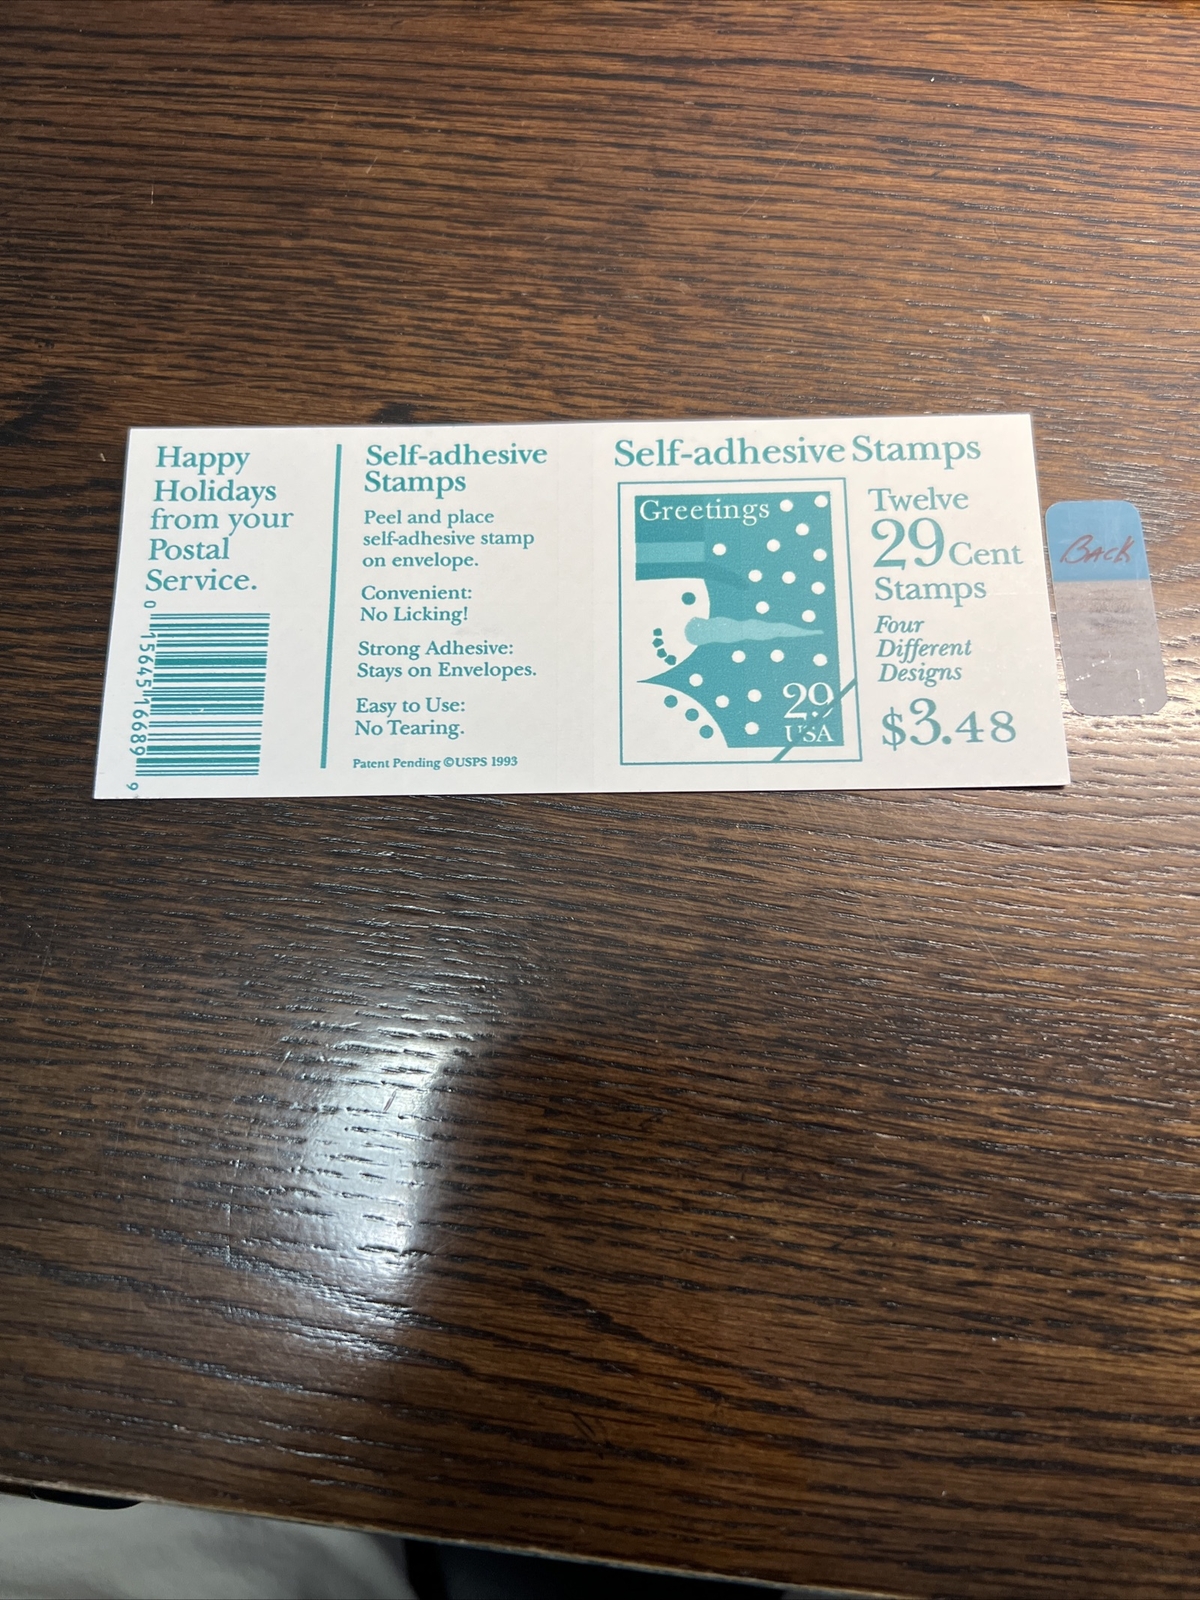 Happy
Holidays
from your
Postal
Service.
0 15645 16689 9
Self-adhesive
Stamps
Peel and place
self-adhesive stamp
on envelope.
Convenient:
No Licking!
Strong Adhesive:
Stays on Envelopes.
Easy to Use:
No Tearing.
Patent Pending ©USPS 1993
Self-adhesive Stamps
Greetings
29
USA
Twelve
29 Cent
Stamps
Four
Different
Designs
$3.48
BACK